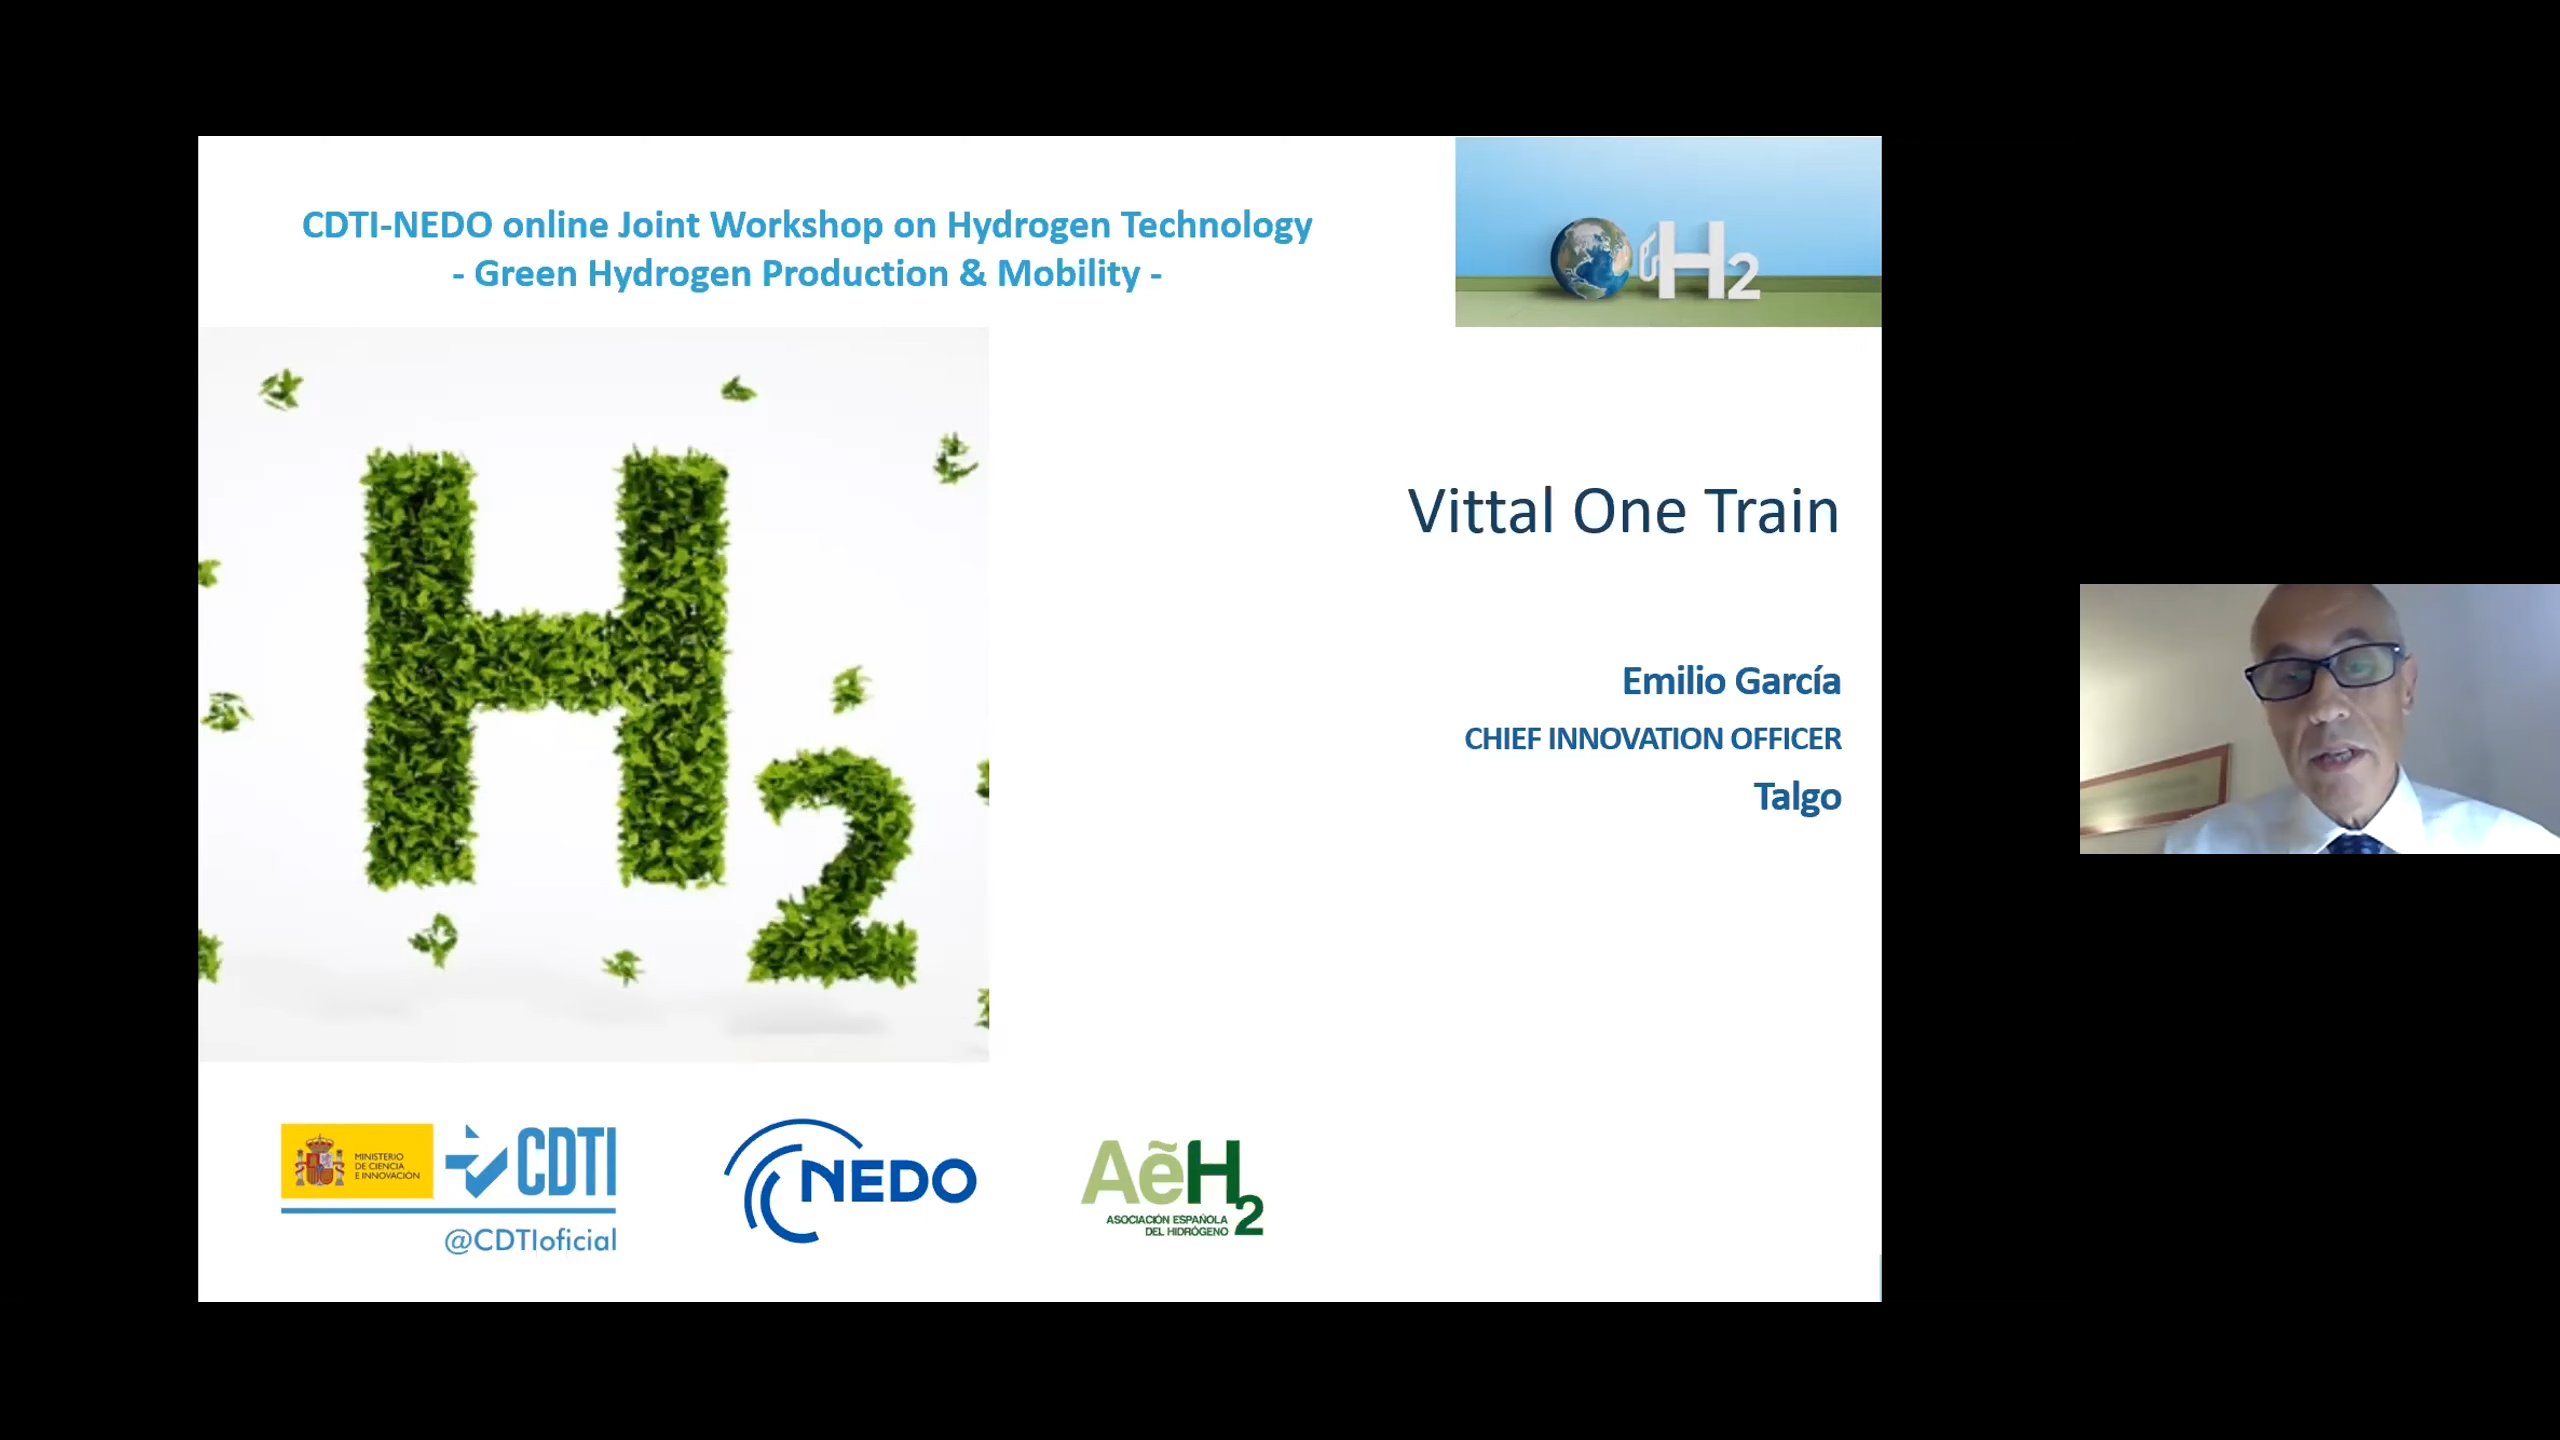 CDTI-NEDO online Joint Workshop on Hydrogen Technology
- Green Hydrogen Production & Mobility -
H2
H2
Vittal One Train
Emilio García
CHIEF INNOVATION OFFICER
Talgo
MINISTERIO
DE CIENCIA
E INNOVACIÓN
CDTI
@CDTIoficial
NEDO
AẽH2
ASOCIACIÓN ESPAÑOLA
DEL HIDRÓGENO